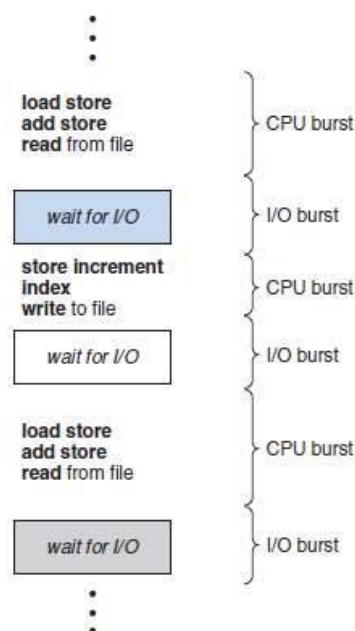 load store
add store
read from file
CPU burst
wait for I/O
I/O burst
store increment
index
write to file
CPU burst
wait for I/O
I/O burst
load store
add store
read from file
CPU burst
wait for I/O
I/O burst